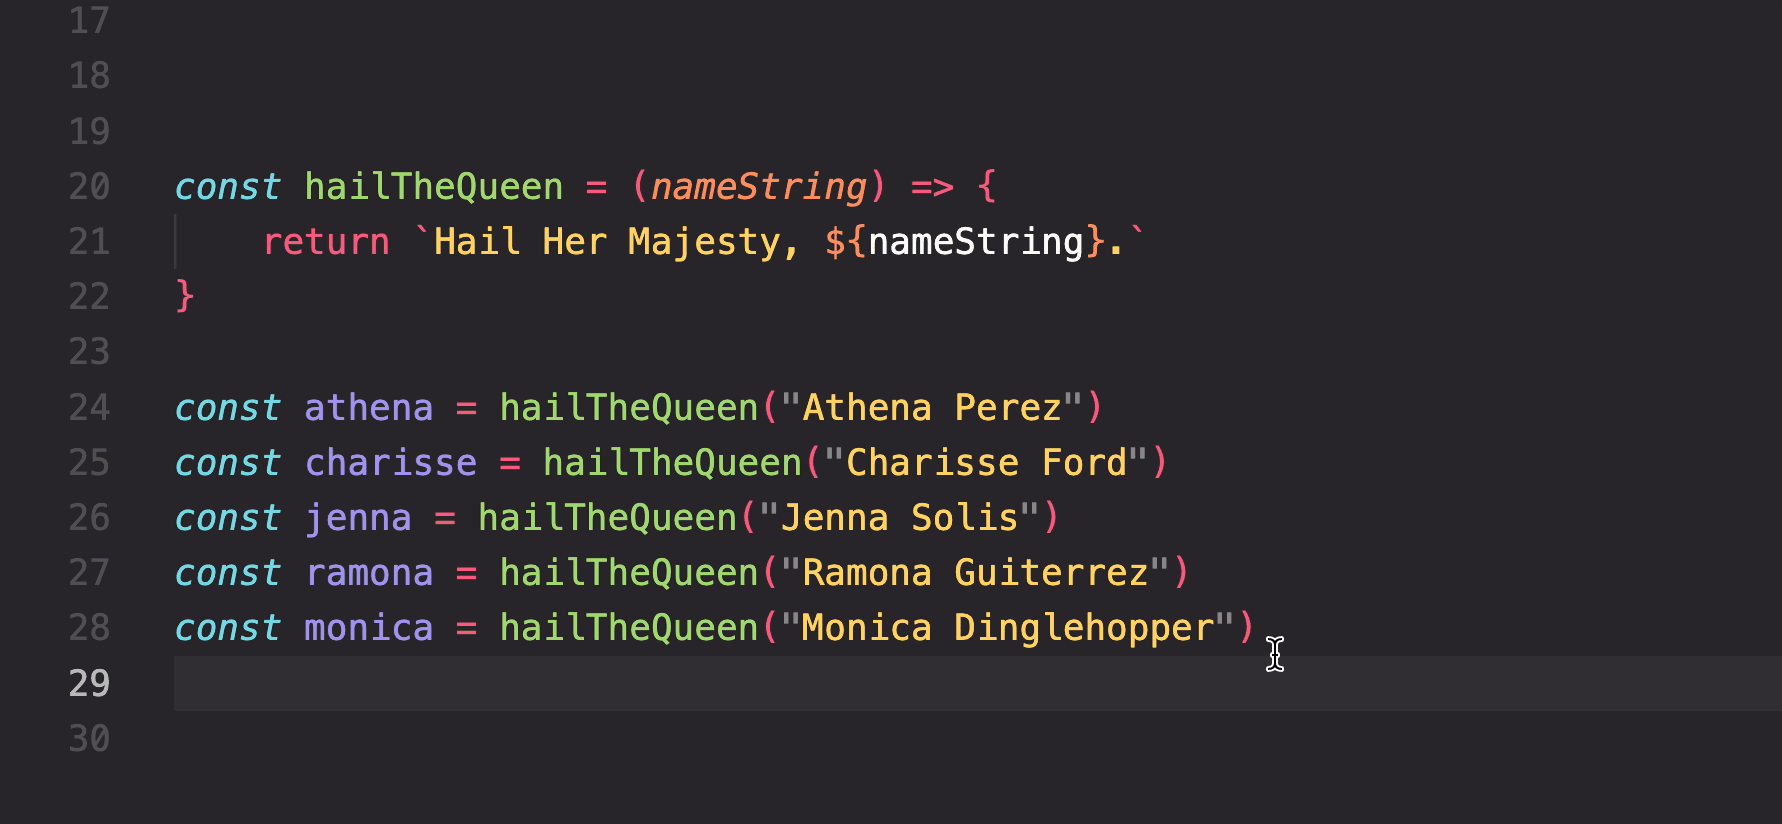 17
18
19
20 const hailTheQueen = (nameString) => {
21     return `Hail Her Majesty, ${nameString}.`
22 }
23
24 const athena = hailTheQueen("Athena Perez")
25 const charisse = hailTheQueen("Charisse Ford")
26 const jenna = hailTheQueen("Jenna Solis")
27 const ramona = hailTheQueen("Ramona Guiterrez")
28 const monica = hailTheQueen("Monica Dinglehopper")
29
30